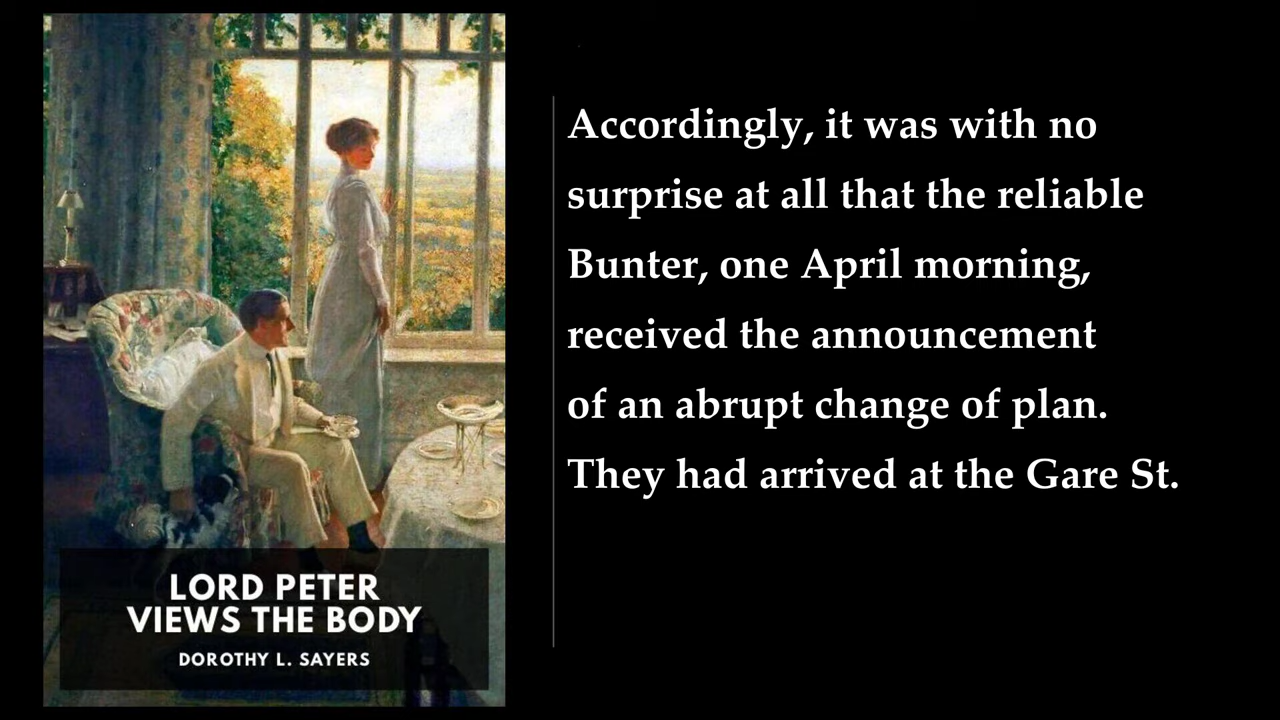 Accordingly, it was with no
surprise at all that the reliable
Bunter, one April morning,
received the announcement
of an abrupt change of plan.
They had arrived at the Gare St.
LORD PETER
VIEWS THE BODY
DOROTHY L. SAYERS